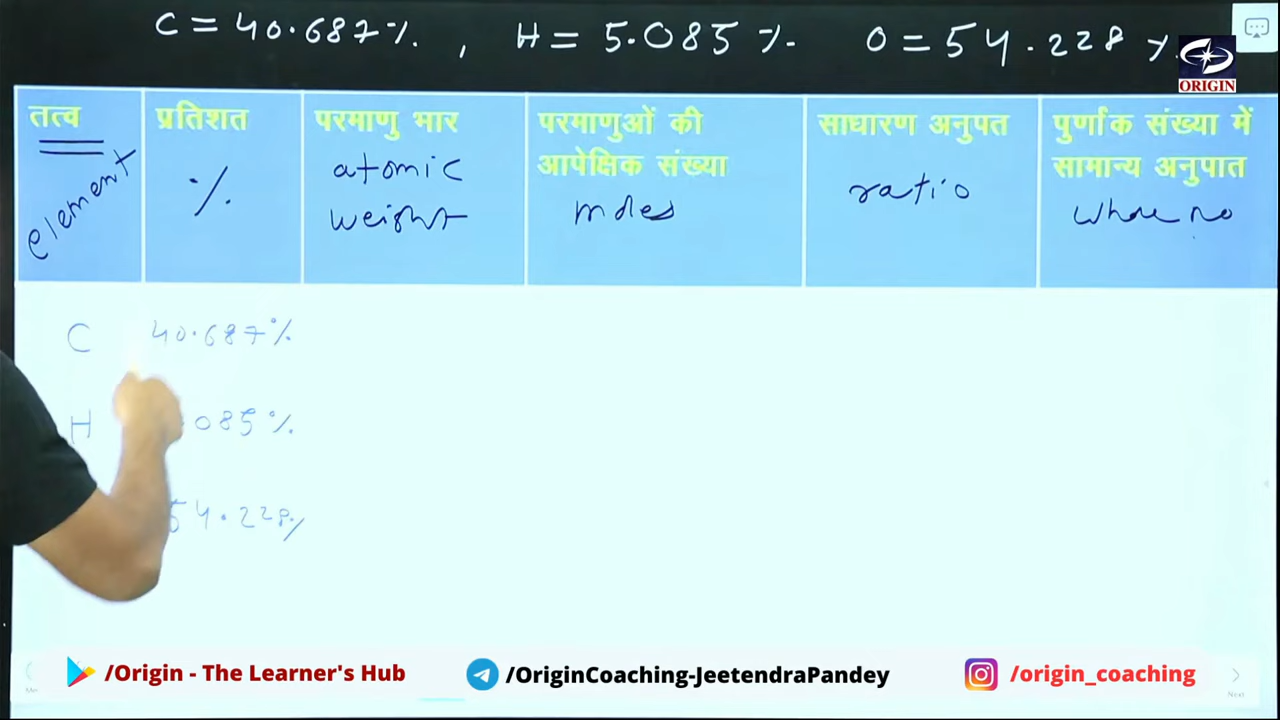 C = 40.687 %. , H = 5.085 %. O = 54.228 %.
ORIGIN
तत्व
element
प्रतिशत
%
परमाणु भार
atomic
weight
परमाणुओं की
आपेक्षिक संख्या
moles
साधारण अनुपत
ratio
पुर्णाक संख्या में
सामान्य अनुपात
whole no
C 40.687%
H 085%
54.228%
/Origin - The Learner's Hub
/OriginCoaching-JeetendraPandey
/origin_coaching
Next